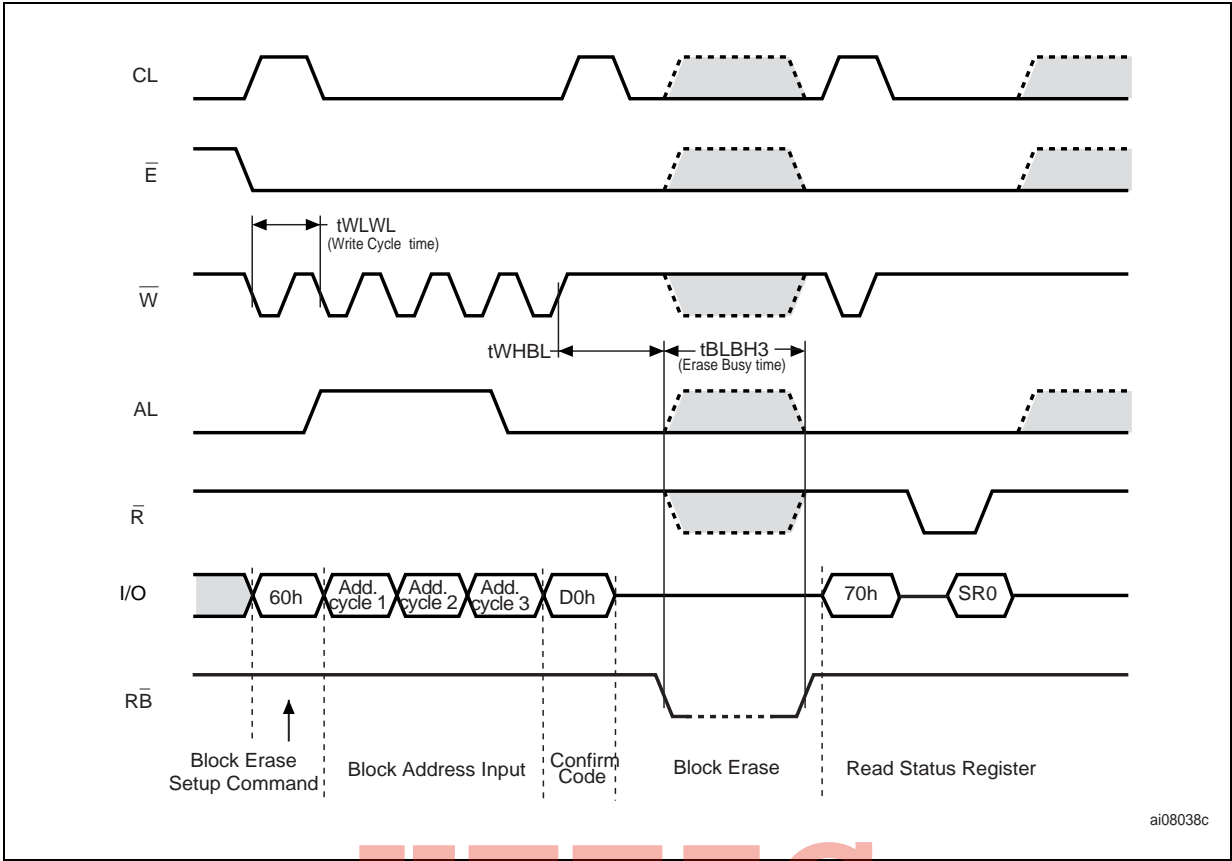 CL
E
tWLWL
(Write Cycle time)
W
tWHBL
tBLBH3
(Erase Busy time)
AL
R
I/O
60h
Add.
cycle 1
Add.
cycle 2
Add.
cycle 3
D0h
70h
SR0
RB
Block Erase
Setup Command
Block Address Input
Confirm
Code
Block Erase
Read Status Register
ai08038c